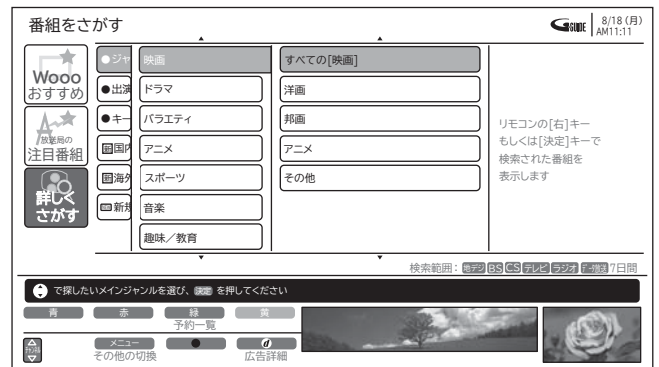 番組をさがす
GGUIDE
8/18 (月)
AM11:11
Wooo
おすすめ
放送局の
注目番組
詳しく
さがす
●ジャ
●出演
●キー
国内
海外
新規
映画
ドラマ
バラエティ
アニメ
スポーツ
音楽
趣味／教育
すべての[映画]
洋画
邦画
アニメ
その他
リモコンの[右]キー
もしくは[決定]キーで
検索された番組を
表示します
検索範囲： 地デジ BS CS テレビ ラジオ データ放送 7日間
で探したいメインジャンルを選び、 決定 を押してください
青 赤 緑 黄
予約一覧
チャンネル
メニュー ● d
その他の切換 広告詳細